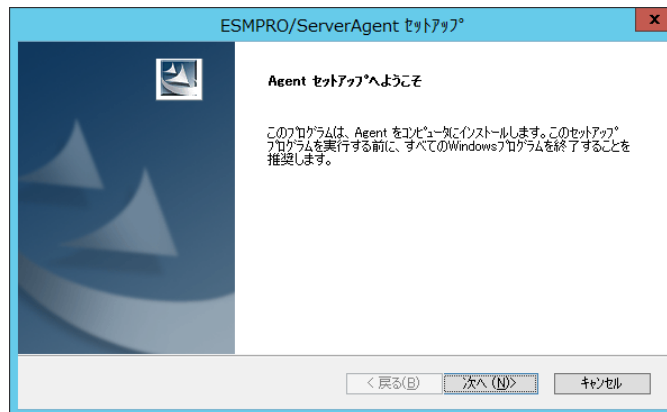 ESMPRO/ServerAgent ｾｯﾄｱｯﾌﾟ
x
Agent ｾｯﾄｱｯﾌﾟへようこそ
このﾌﾟﾛｸﾞﾗﾑは、Agent をｺﾝﾋﾟｭｰﾀにｲﾝｽﾄｰﾙします。このｾｯﾄｱｯﾌﾟ
ﾌﾟﾛｸﾞﾗﾑを実行する前に、すべてのWindowsﾌﾟﾛｸﾞﾗﾑを終了することを
推奨します。
< 戻る(B)
次へ (N)>
ｷｬﾝｾﾙ